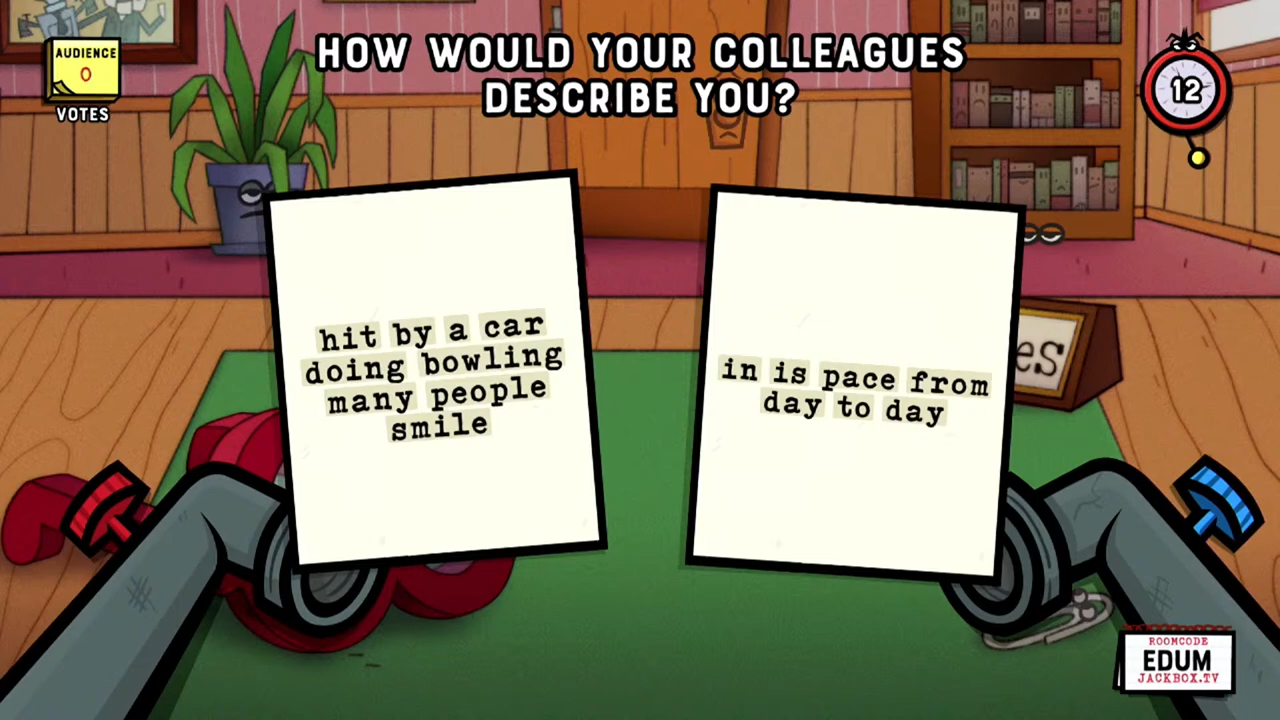 AUDIENCE
0
VOTES
HOW WOULD YOUR COLLEAGUES
DESCRIBE YOU?
12
hit by a car
doing bowling
many people
smile
in is pace from
day to day
es
ROOMCODE
EDUM
JACKBOX.TV